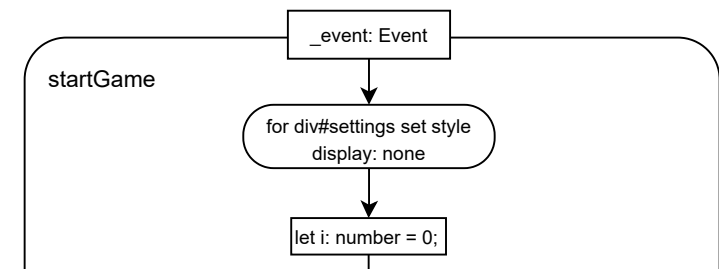 _event: Event
startGame
for div#settings set style
display: none
let i: number = 0;